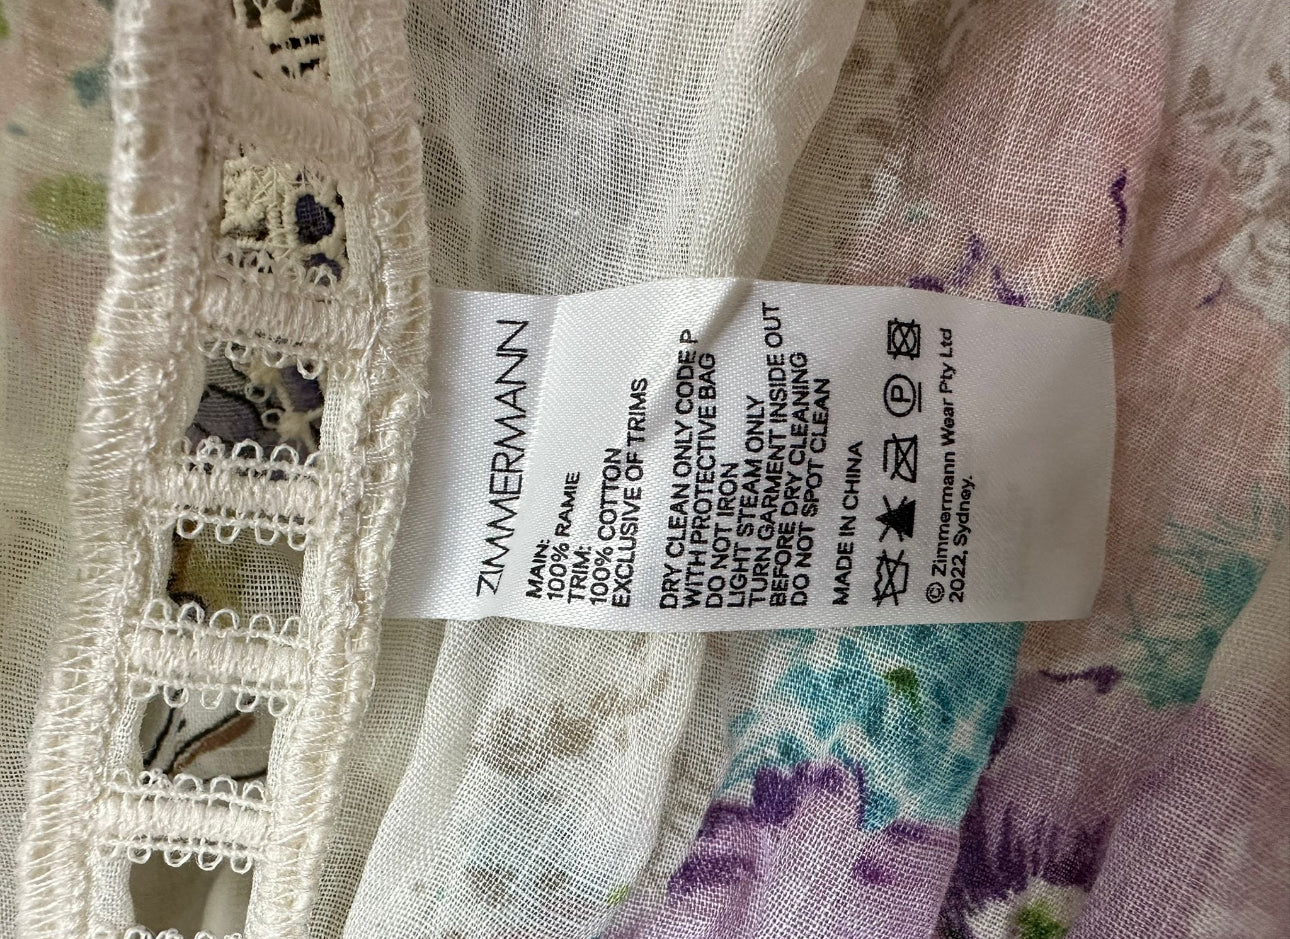 ZIMMERMANN
MAIN:
100% RAMIE
TRIM:
100% COTTON
EXCLUSIVE OF TRIMS
DRY CLEAN ONLY CODE P
WITH PROTECTIVE BAG
DO NOT IRON
LIGHT STEAM ONLY
TURN GARMENT INSIDE OUT
BEFORE DRY CLEANING
DO NOT SPOT CLEAN
MADE IN CHINA
P
© Zimmermann Wear Pty Ltd
2022, Sydney.